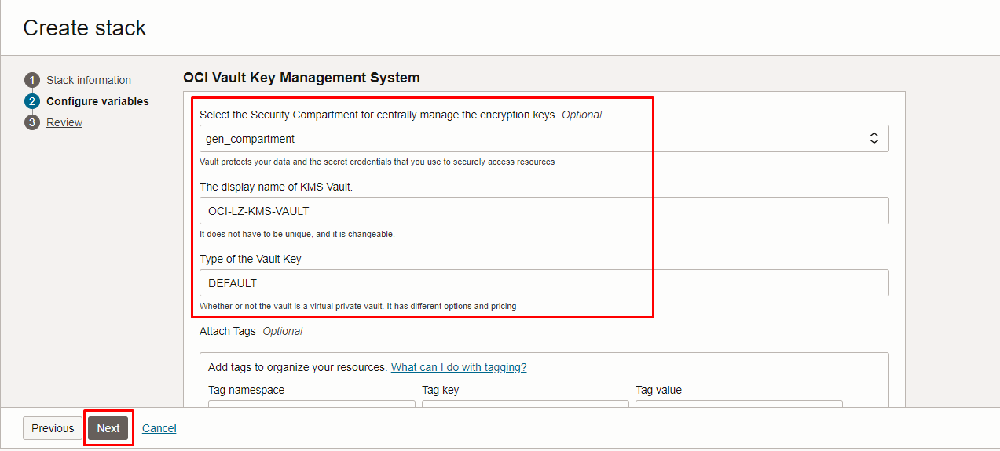 Create stack
1 Stack information
2 Configure variables
3 Review
OCI Vault Key Management System
Select the Security Compartment for centrally manage the encryption keys Optional
gen_compartment
Vault protects your data and the secret credentials that you use to securely access resources
The display name of KMS Vault.
OCI-LZ-KMS-VAULT
It does not have to be unique, and it is changeable.
Type of the Vault Key
DEFAULT
Whether or not the vault is a virtual private vault. It has different options and pricing
Attach Tags Optional
Add tags to organize your resources. What can I do with tagging?
Tag namespace Tag key Tag value
Previous Next Cancel